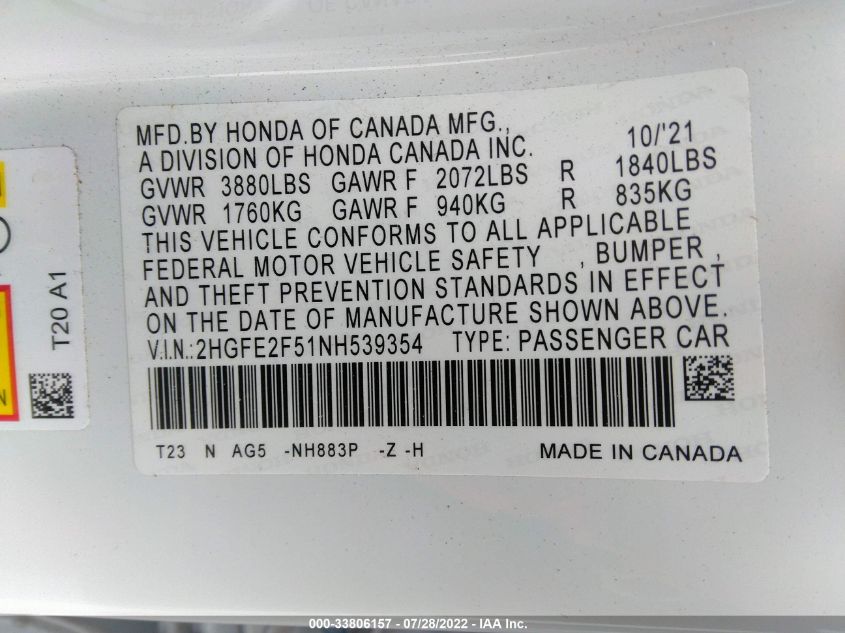 MFD.BY HONDA OF CANADA MFG., 10/'21
A DIVISION OF HONDA CANADA INC.
GVWR 3880LBS GAWR F 2072LBS R 1840LBS
GVWR 1760KG GAWR F 940KG R 835KG
THIS VEHICLE CONFORMS TO ALL APPLICABLE
FEDERAL MOTOR VEHICLE SAFETY , BUMPER ,
AND THEFT PREVENTION STANDARDS IN EFFECT
ON THE DATE OF MANUFACTURE SHOWN ABOVE.
V.I.N.:2HGFE2F51NH539354 TYPE: PASSENGER CAR
T23 N AG5 -NH883P -Z -H MADE IN CANADA
T20 A1
000-33806157 - 07/28/2022 - IAA Inc.